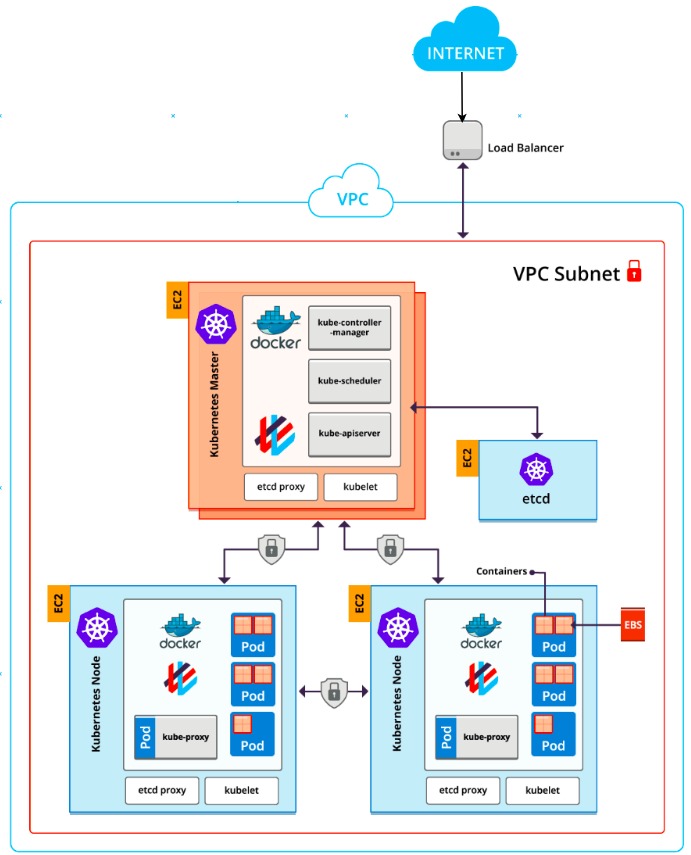 INTERNET
Load Balancer
VPC
VPC Subnet
EC2
Kubernetes Master
docker
kube-controller
-manager
kube-scheduler
kube-apiserver
etcd proxy
kubelet
EC2
etcd
Containers
EC2
Kubernetes Node
docker
Pod
Pod
Pod
Pod
kube-proxy
etcd proxy
kubelet
EC2
Kubernetes Node
docker
Pod
Pod
Pod
Pod
kube-proxy
etcd proxy
kubelet
EBS